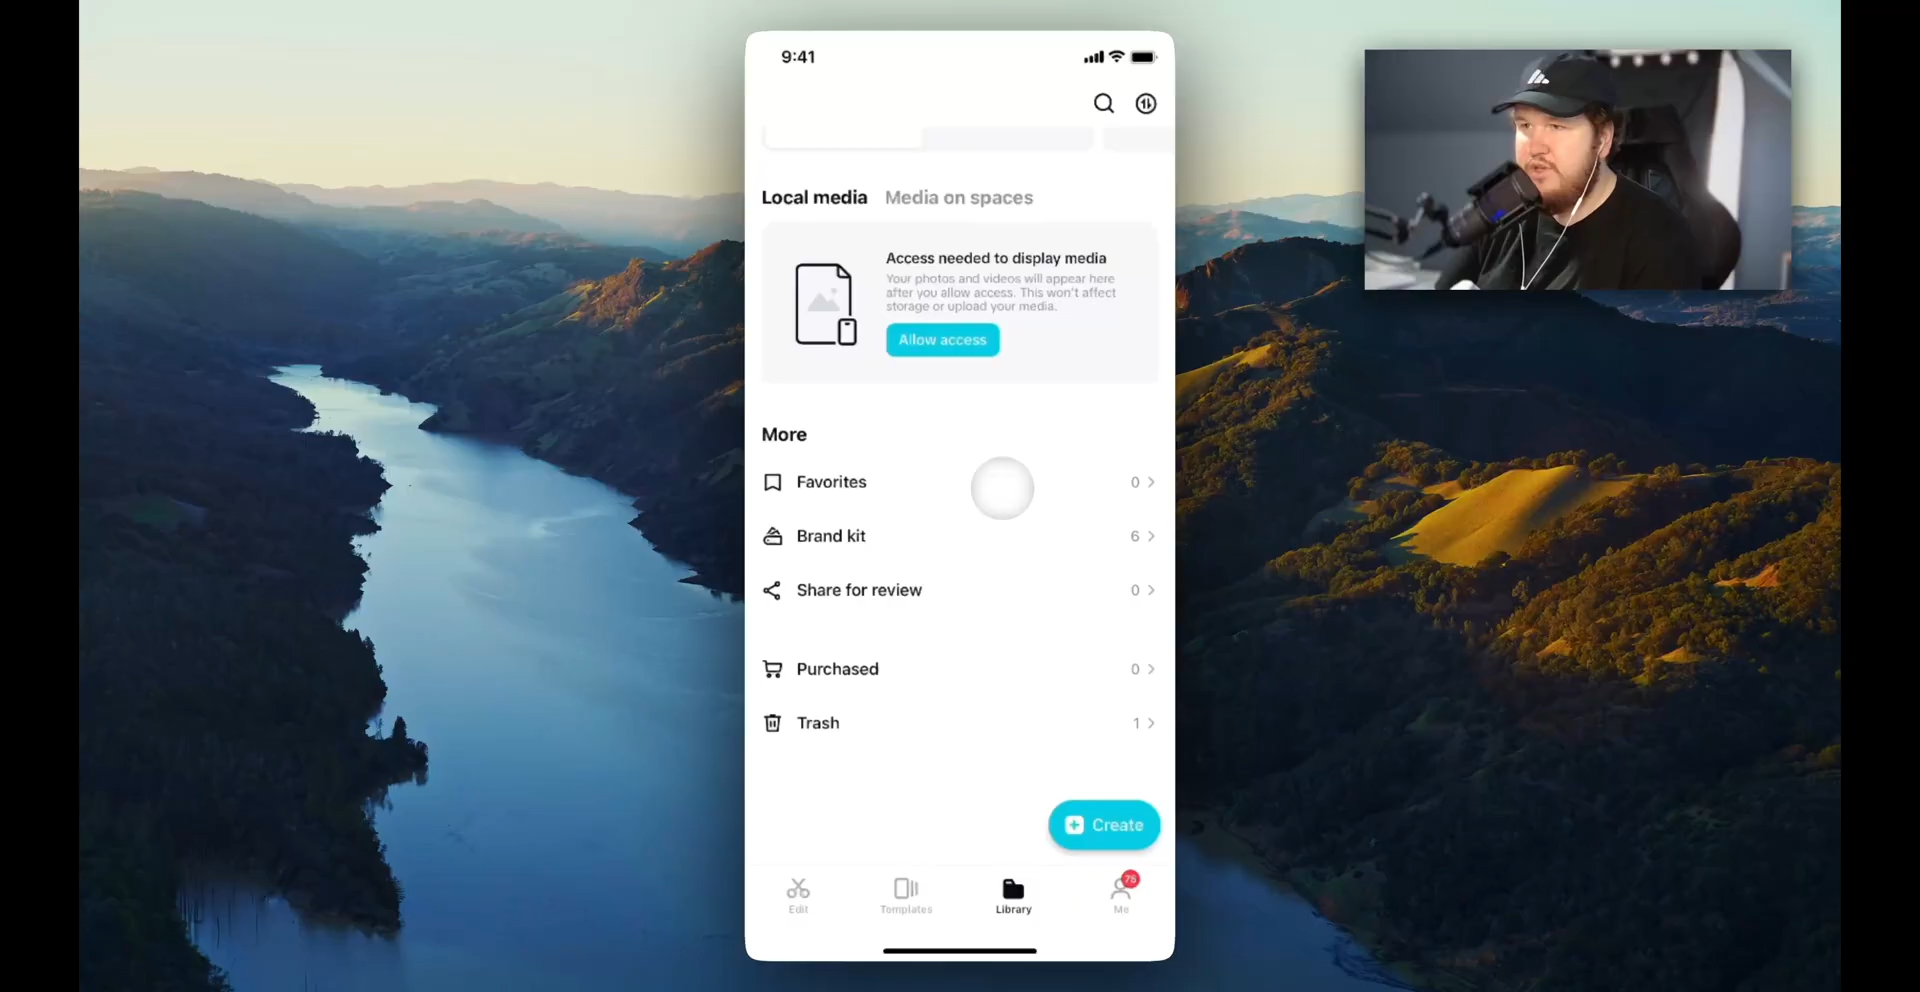 9:41
Local media Media on spaces
Access needed to display media
Your photos and videos will appear here
after you allow access. This won't affect
storage or upload your media.
Allow access
More
Favorites 0
Brand kit 6
Share for review 0
Purchased 0
Trash 1
Create
75
Edit Templates Library Me